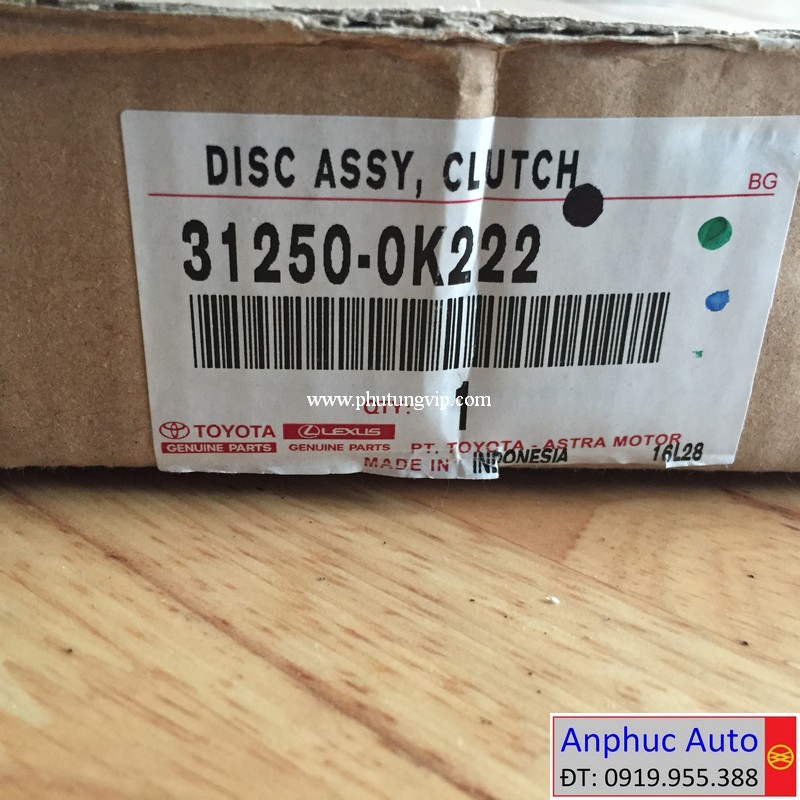 DISC ASSY, CLUTCH
BG
31250-0K222
www.phutungvip.com
QTY. 1
TOYOTA LEXUS
GENUINE PARTS GENUINE PARTS PT. TOYOTA - ASTRA MOTOR
MADE IN INDONESIA 16L28
Anphuc Auto
ĐT: 0919.955.388